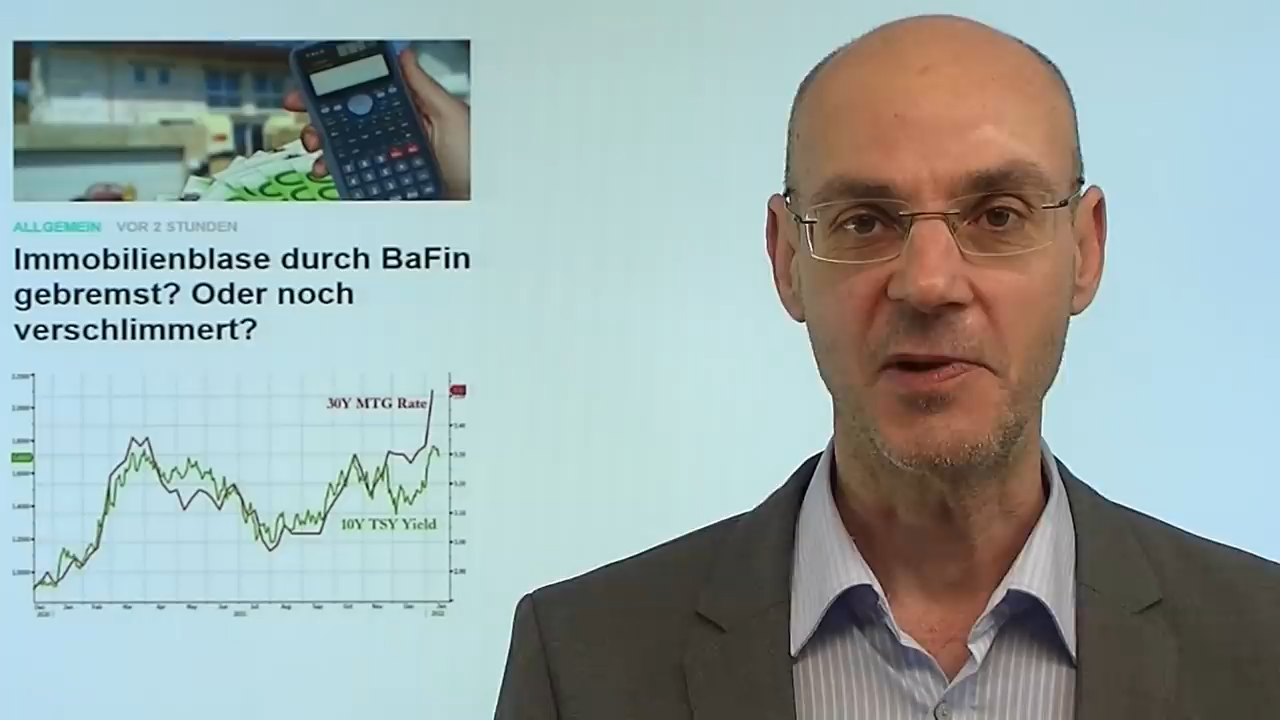 ALLGEMEIN VOR 2 STUNDEN
Immobilienblase durch BaFin
gebremst? Oder noch
verschlimmert?
30Y MTG Rate
10Y TSY Yield